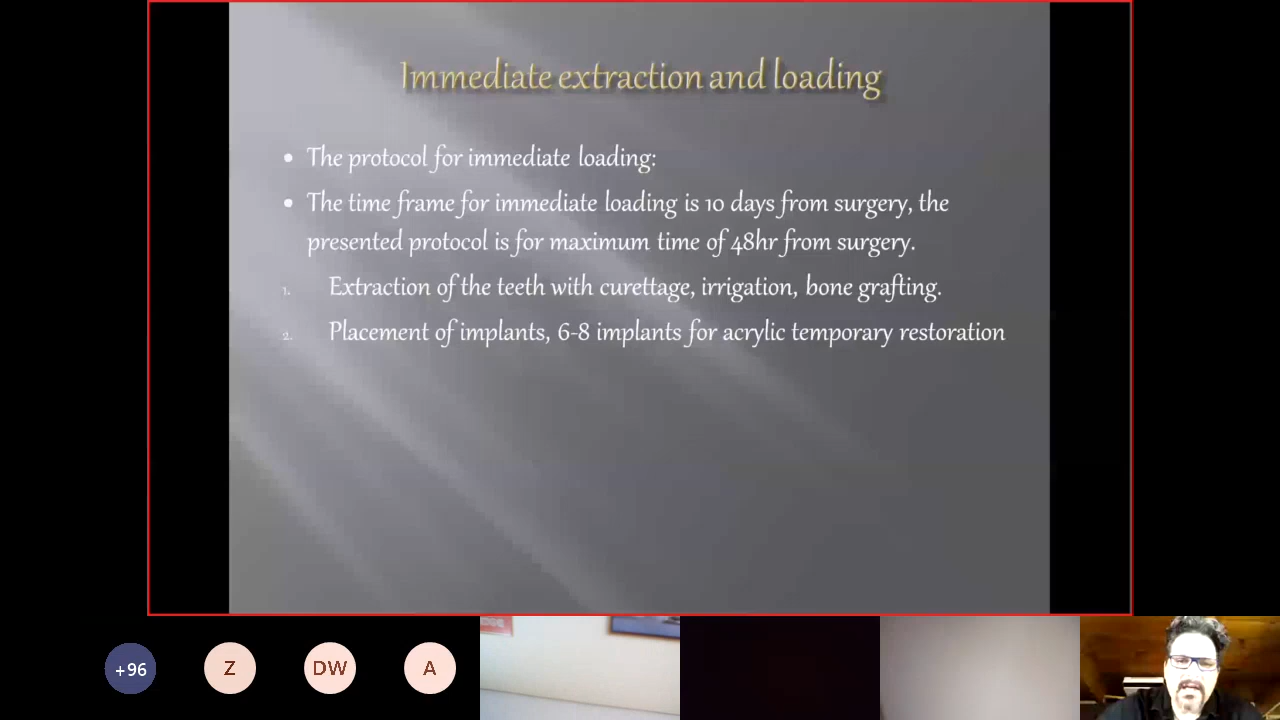 Immediate extraction and loading
• The protocol for immediate loading:
• The time frame for immediate loading is 10 days from surgery, the
presented protocol is for maximum time of 48hr from surgery.
1. Extraction of the teeth with curettage, irrigation, bone grafting.
2. Placement of implants, 6-8 implants for acrylic temporary restoration
+96
Z
DW
A